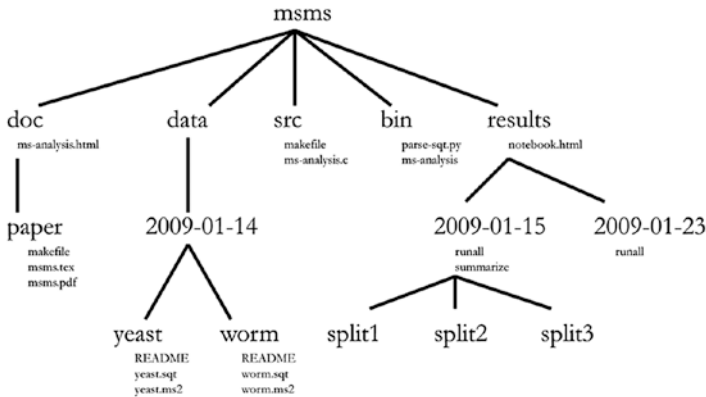 msms
doc
data
src
bin
results
ms-analysis.html
makefile
ms-analysis.c
parse-sqt.py
ms-analysis
notebook.html
paper
2009-01-14
2009-01-15
2009-01-23
makefile
msms.tex
msms.pdf
runall
summarize
runall
yeast
worm
split1
split2
split3
README
yeast.sqt
yeast.ms2
README
worm.sqt
worm.ms2